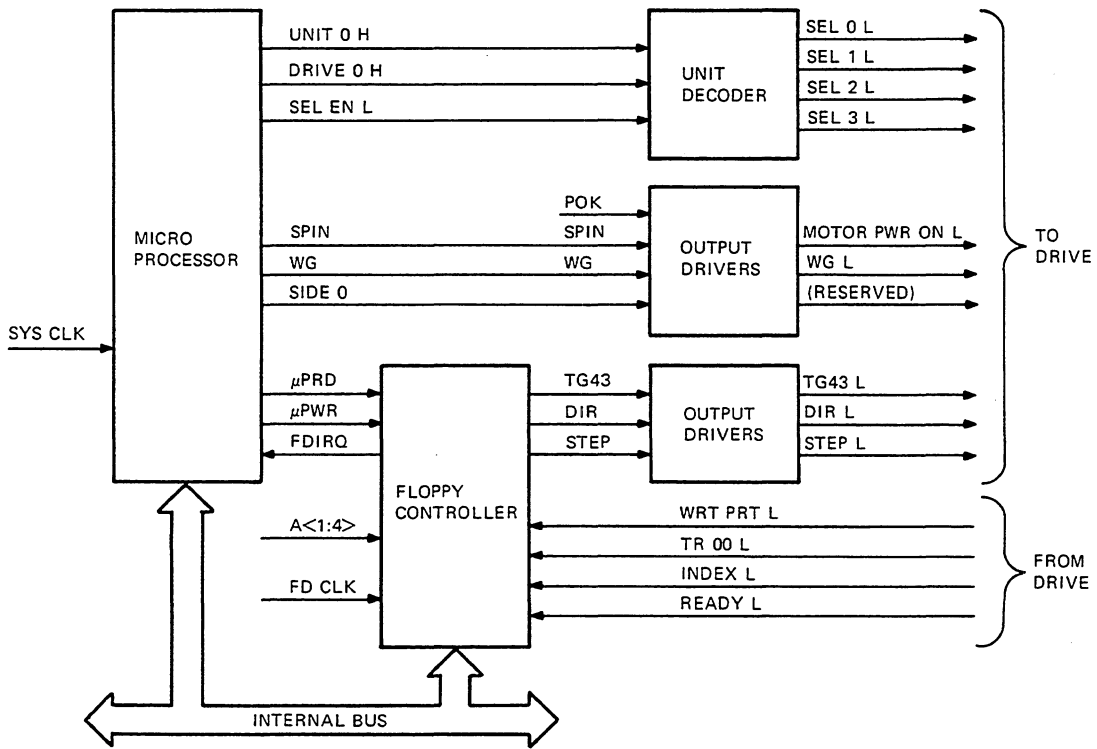 UNIT 0 H
DRIVE 0 H
SEL EN L
UNIT
DECODER
SEL 0 L
SEL 1 L
SEL 2 L
SEL 3 L
MICRO
PROCESSOR
SPIN
WG
SIDE 0
POK
SPIN
WG
OUTPUT
DRIVERS
MOTOR PWR ON L
WG L
(RESERVED)
TO
DRIVE
SYS CLK
μPRD
μPWR
FDIRQ
TG43
DIR
STEP
OUTPUT
DRIVERS
TG43 L
DIR L
STEP L
FLOPPY
CONTROLLER
A<1:4>
FD CLK
WRT PRT L
TR 00 L
INDEX L
READY L
FROM
DRIVE
INTERNAL BUS